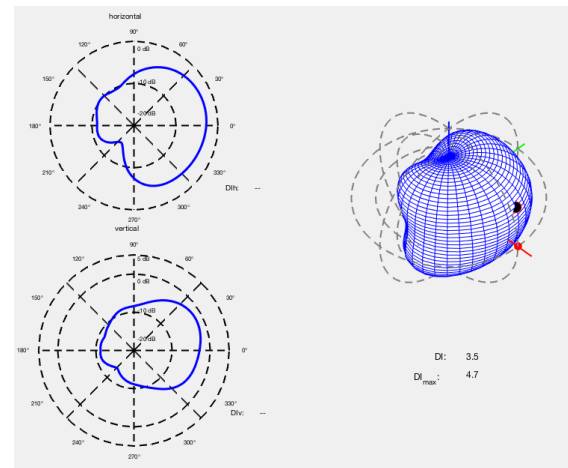 horizontal
90°
120°
60°
0 dB
150°
30°
-10 dB
-20 dB
180°
0°
210°
330°
DIh:
--
240°
300°
270°
vertical
90°
120°
5 dB
60°
0 dB
150°
30°
-10 dB
-20 dB
180°
0°
DI: 3.5
DImax: 4.7
210°
330°
DIv:
--
240°
300°
270°